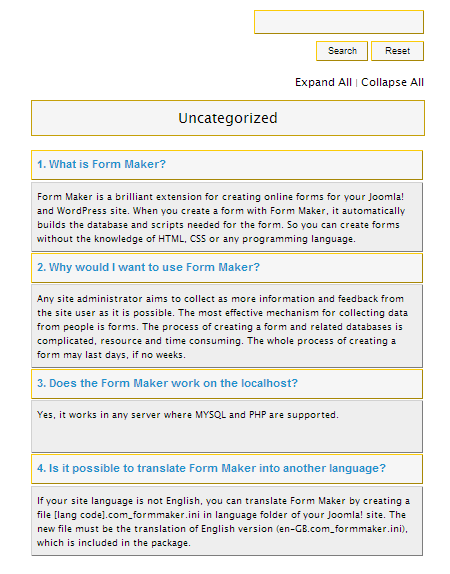 Search Reset
Expand All | Collapse All
Uncategorized
1. What is Form Maker?
Form Maker is a brilliant extension for creating online forms for your Joomla!
and WordPress site. When you create a form with Form Maker, it automatically
builds the database and scripts needed for the form. So you can create forms
without the knowledge of HTML, CSS or any programming language.
2. Why would I want to use Form Maker?
Any site administrator aims to collect as more information and feedback from
the site user as it is possible. The most effective mechanism for collecting data
from people is forms. The process of creating a form and related databases is
complicated, resource and time consuming. The whole process of creating a
form may last days, if no weeks.
3. Does the Form Maker work on the localhost?
Yes, it works in any server where MYSQL and PHP are supported.
4. Is it possible to translate Form Maker into another language?
If your site language is not English, you can translate Form Maker by creating a
file [lang code].com_formmaker.ini in language folder of your Joomla! site. The
new file must be the translation of English version (en-GB.com_formmaker.ini),
which is included in the package.